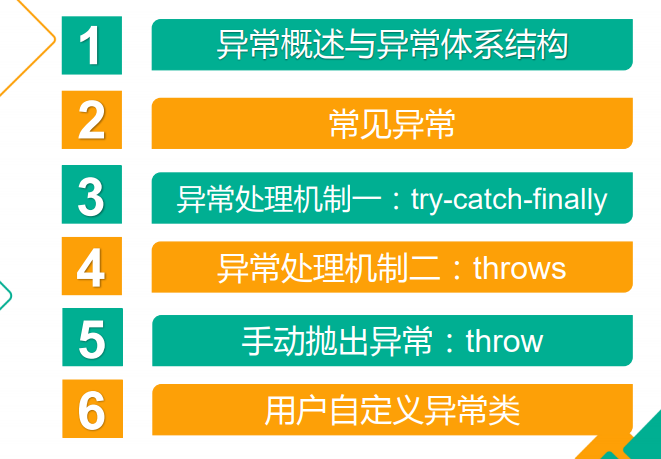 1 异常概述与异常体系结构
2 常见异常
3 异常处理机制一：try-catch-finally
4 异常处理机制二：throws
5 手动抛出异常：throw
6 用户自定义异常类